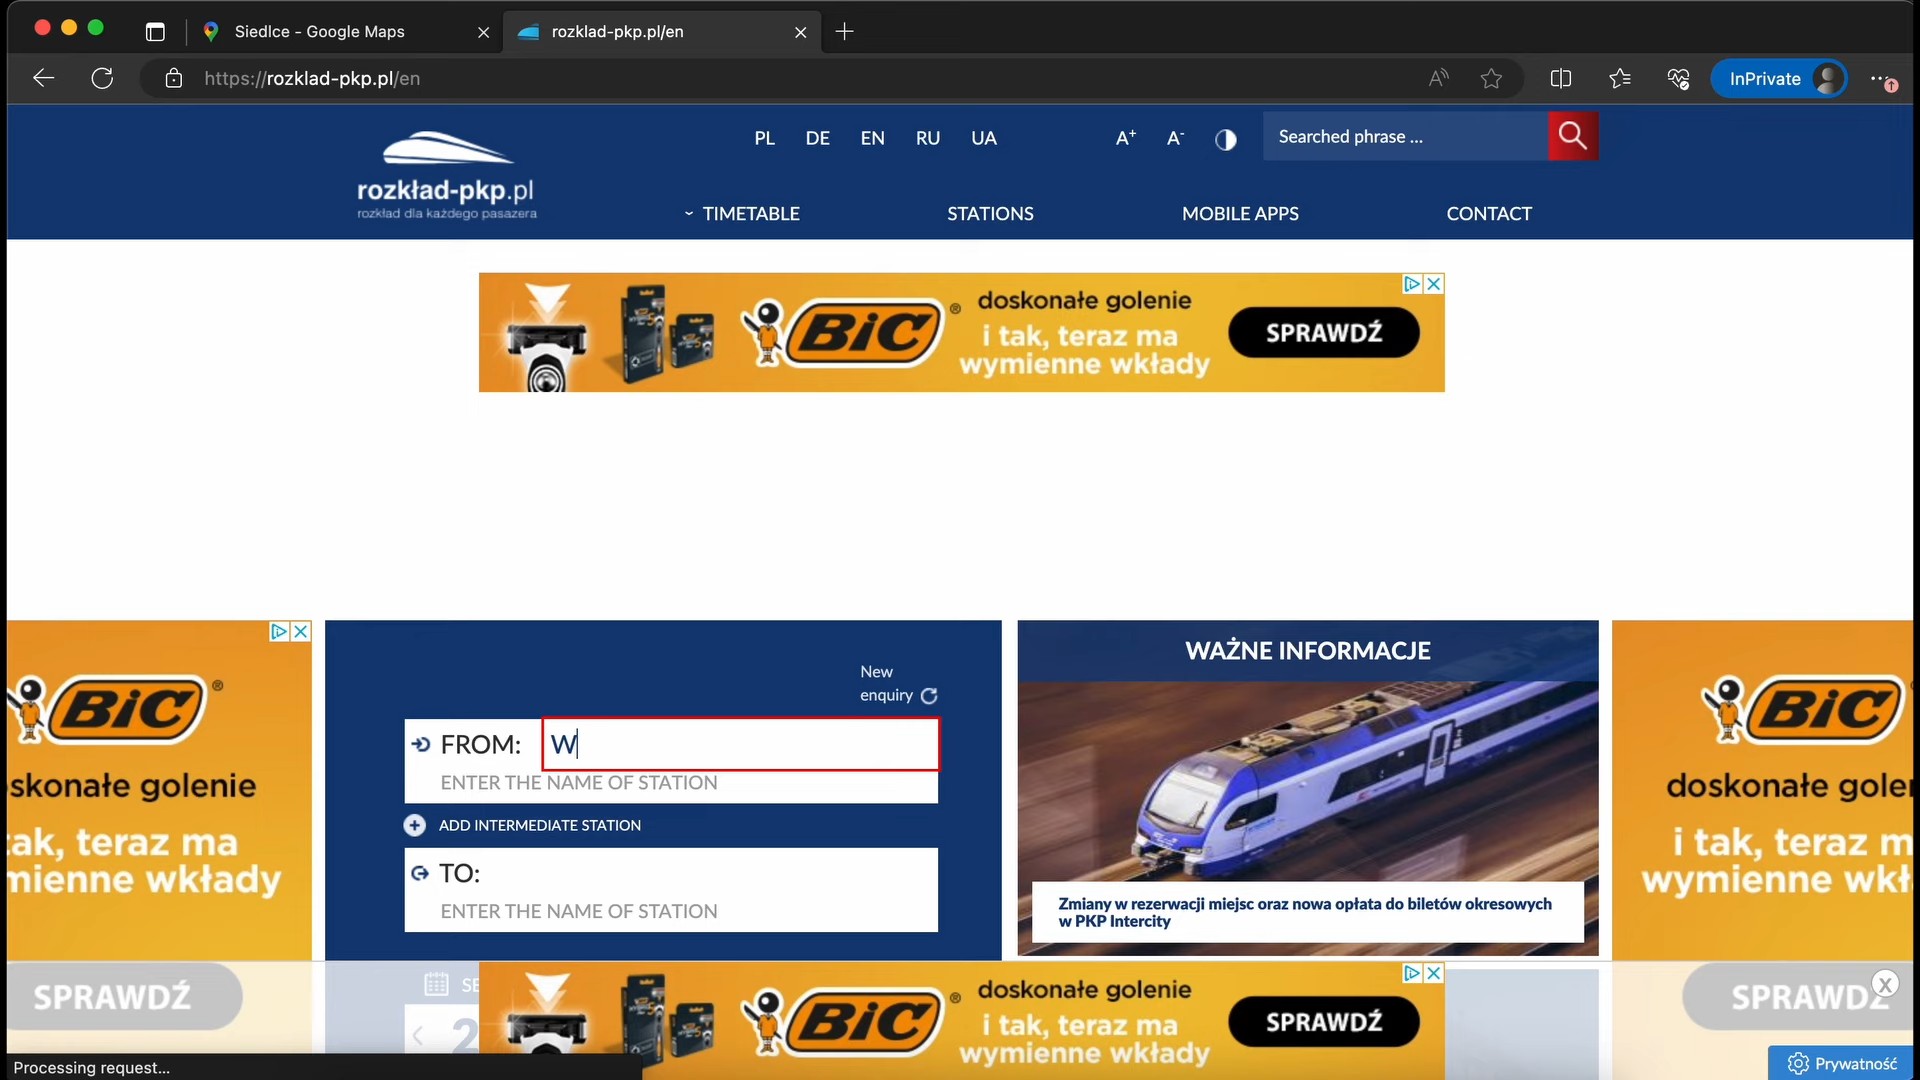 Siedlce - Google Maps
rozklad-pkp.pl/en
https://rozklad-pkp.pl/en
InPrivate
PL DE EN RU UA
A+ A-
Searched phrase ...
rozkład-pkp.pl
rozkład dla każdego pasażera
TIMETABLE
STATIONS
MOBILE APPS
CONTACT
BiC®
doskonałe golenie
i tak, teraz ma
wymienne wkłady
SPRAWDŹ
BiC®
skonałe golenie
tak, teraz ma
mienne wkłady
SPRAWDŹ
New
enquiry
FROM: W
ENTER THE NAME OF STATION
ADD INTERMEDIATE STATION
TO:
ENTER THE NAME OF STATION
SE
2
WAŻNE INFORMACJE
Zmiany w rezerwacji miejsc oraz nowa opłata do biletów okresowych
w PKP Intercity
BiC
doskonałe goler
i tak, teraz m
wymienne wkł
SPRAWDŹ
X
BiC®
doskonałe golenie
i tak, teraz ma
wymienne wkłady
SPRAWDŹ
Processing request...
Prywatność